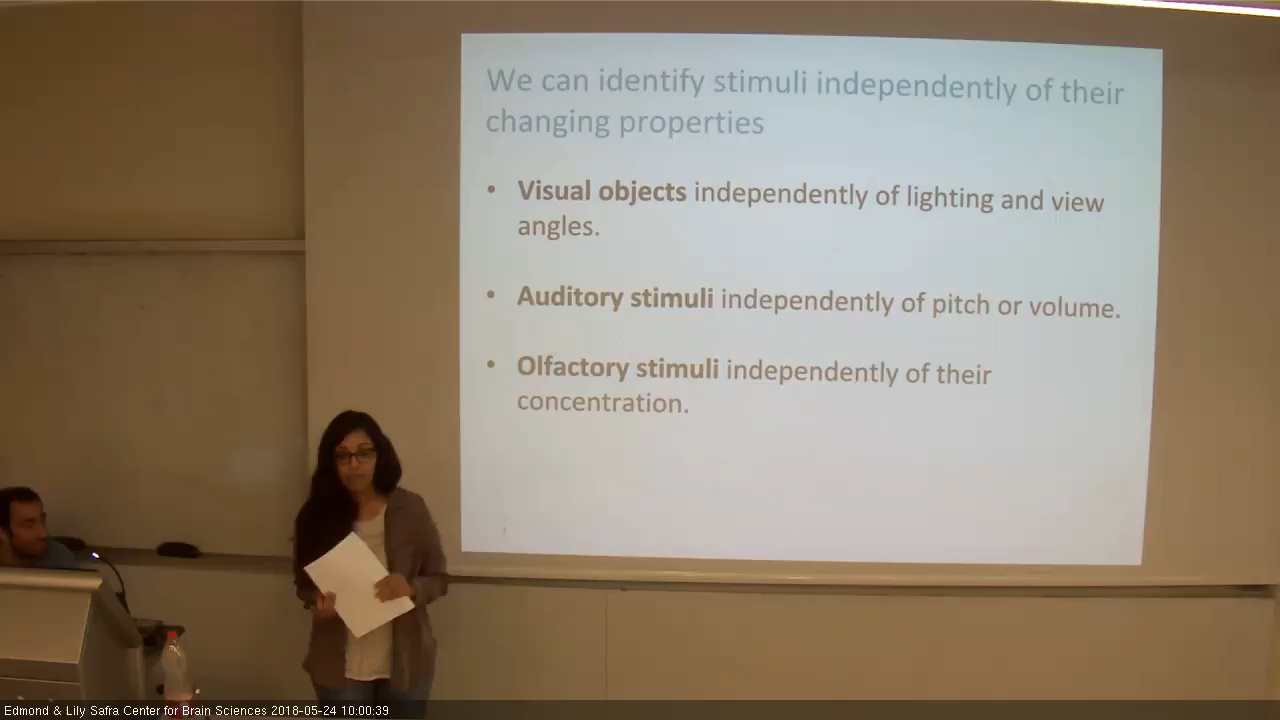 We can identify stimuli independently of their
changing properties
• Visual objects independently of lighting and view
angles.
• Auditory stimuli independently of pitch or volume.
• Olfactory stimuli independently of their
concentration.
Edmond & Lily Safra Center for Brain Sciences 2018-05-24 10:00:39